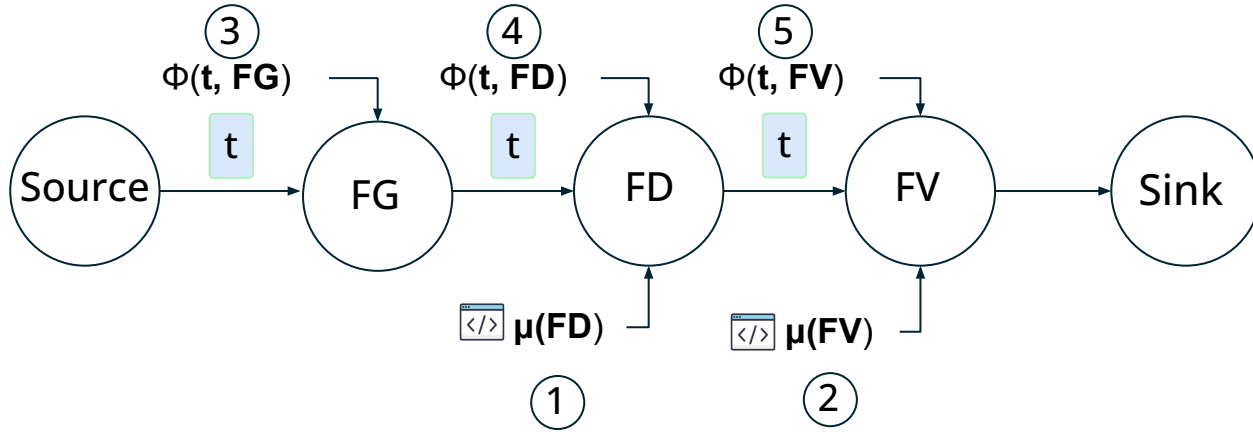 3
4
5
Φ(t, FG)
Φ(t, FD)
Φ(t, FV)
t
t
t
Source
FG
FD
FV
Sink
</> μ(FD)
</> μ(FV)
1
2